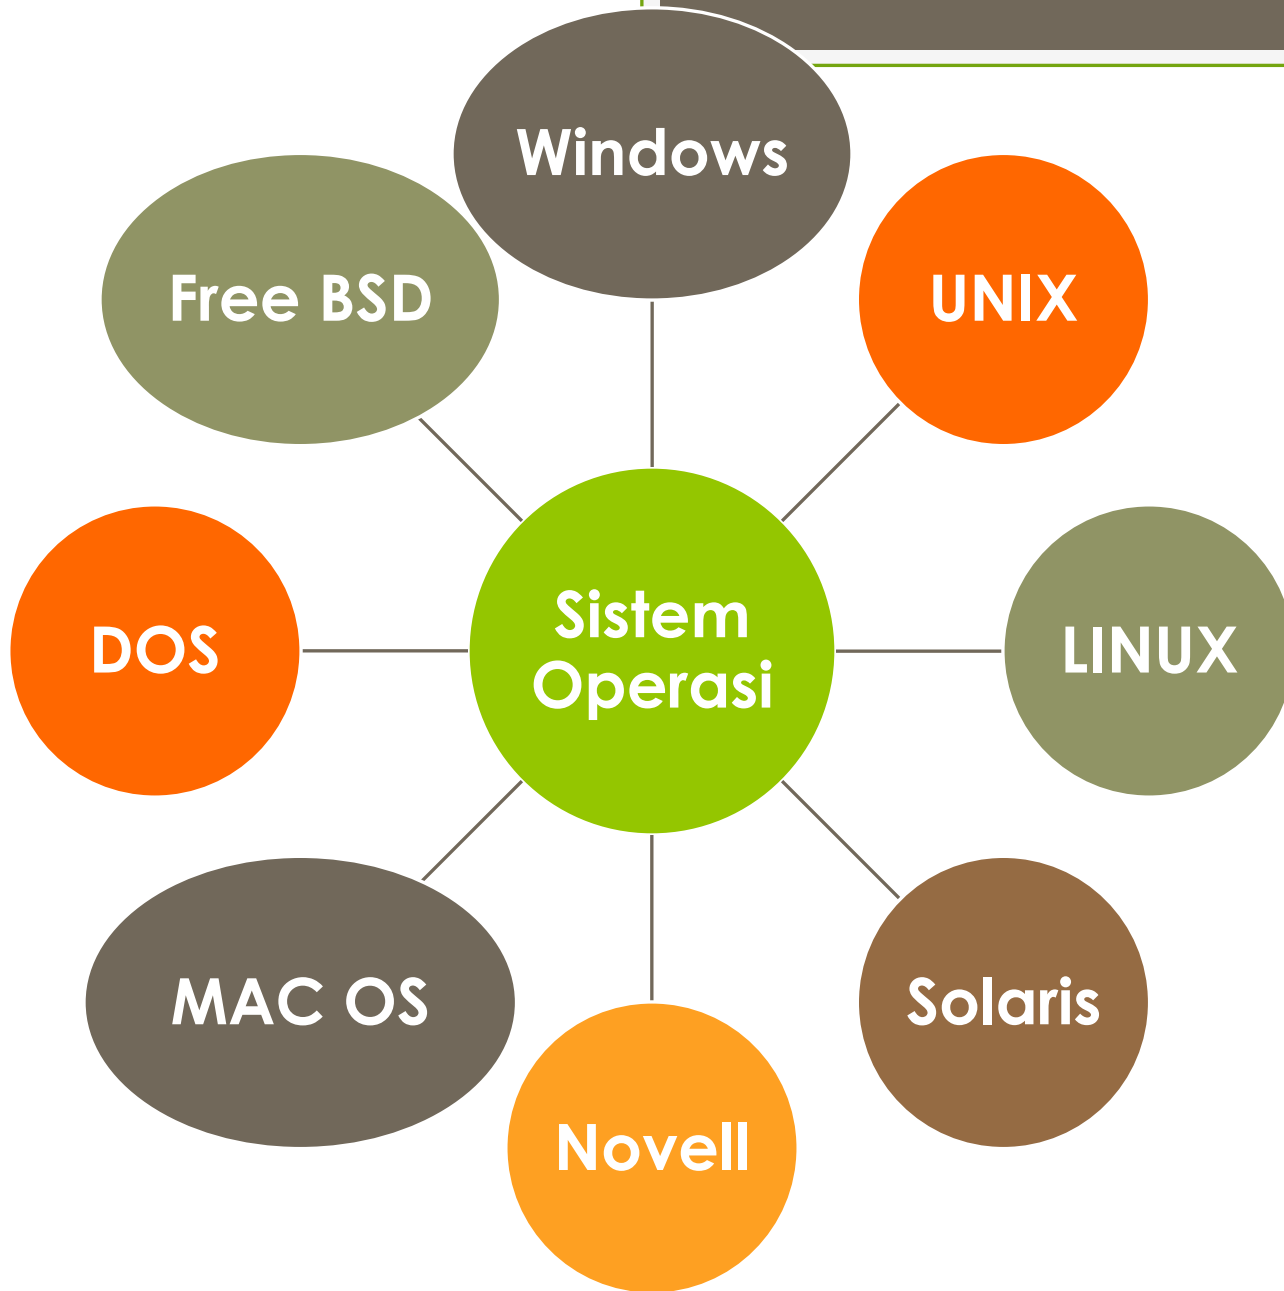 Windows
Free BSD
UNIX
DOS
Sistem
Operasi
LINUX
MAC OS
Solaris
Novell